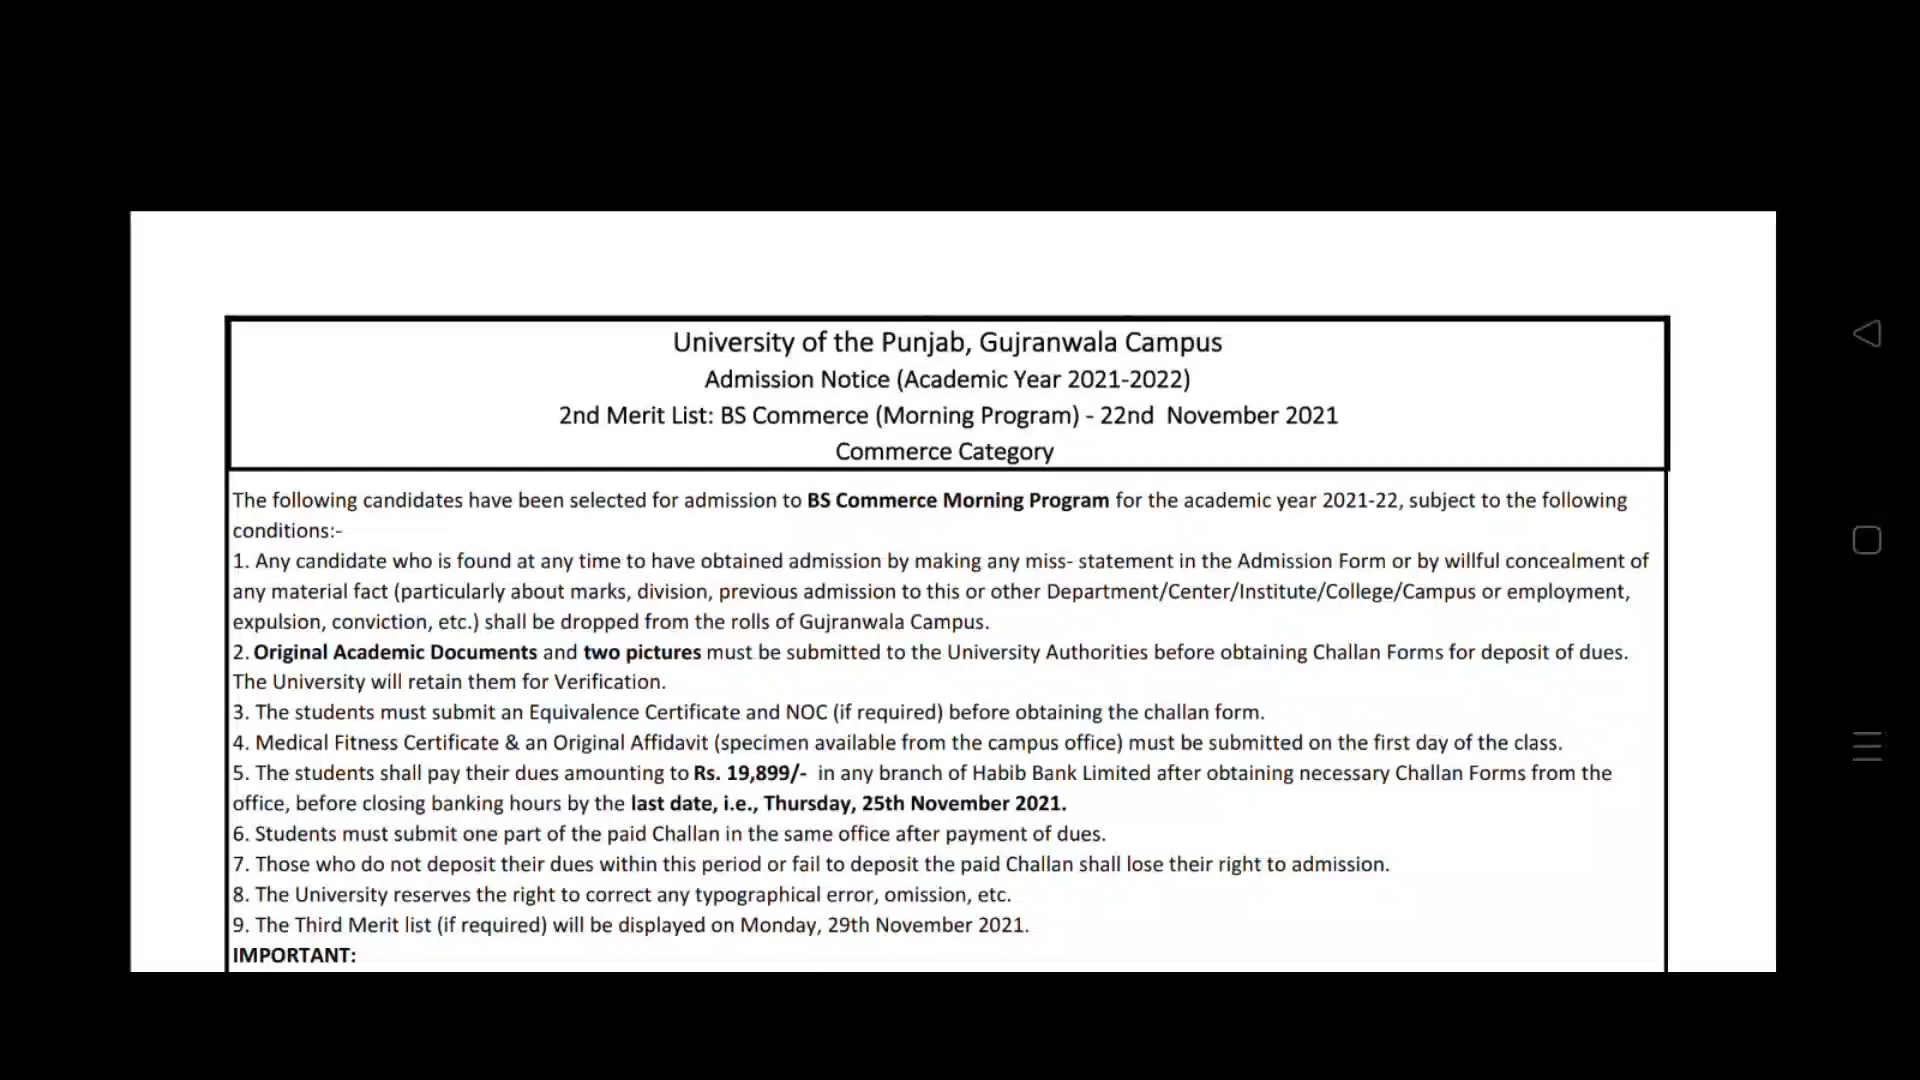 University of the Punjab, Gujranwala Campus
Admission Notice (Academic Year 2021-2022)
2nd Merit List: BS Commerce (Morning Program) - 22nd  November 2021
Commerce Category
The following candidates have been selected for admission to BS Commerce Morning Program for the academic year 2021-22, subject to the following
conditions:-
1. Any candidate who is found at any time to have obtained admission by making any miss- statement in the Admission Form or by willful concealment of
any material fact (particularly about marks, division, previous admission to this or other Department/Center/Institute/College/Campus or employment,
expulsion, conviction, etc.) shall be dropped from the rolls of Gujranwala Campus.
2. Original Academic Documents and two pictures must be submitted to the University Authorities before obtaining Challan Forms for deposit of dues.
The University will retain them for Verification.
3. The students must submit an Equivalence Certificate and NOC (if required) before obtaining the challan form.
4. Medical Fitness Certificate & an Original Affidavit (specimen available from the campus office) must be submitted on the first day of the class.
5. The students shall pay their dues amounting to Rs. 19,899/-  in any branch of Habib Bank Limited after obtaining necessary Challan Forms from the
office, before closing banking hours by the last date, i.e., Thursday, 25th November 2021.
6. Students must submit one part of the paid Challan in the same office after payment of dues.
7. Those who do not deposit their dues within this period or fail to deposit the paid Challan shall lose their right to admission.
8. The University reserves the right to correct any typographical error, omission, etc.
9. The Third Merit list (if required) will be displayed on Monday, 29th November 2021.
IMPORTANT: